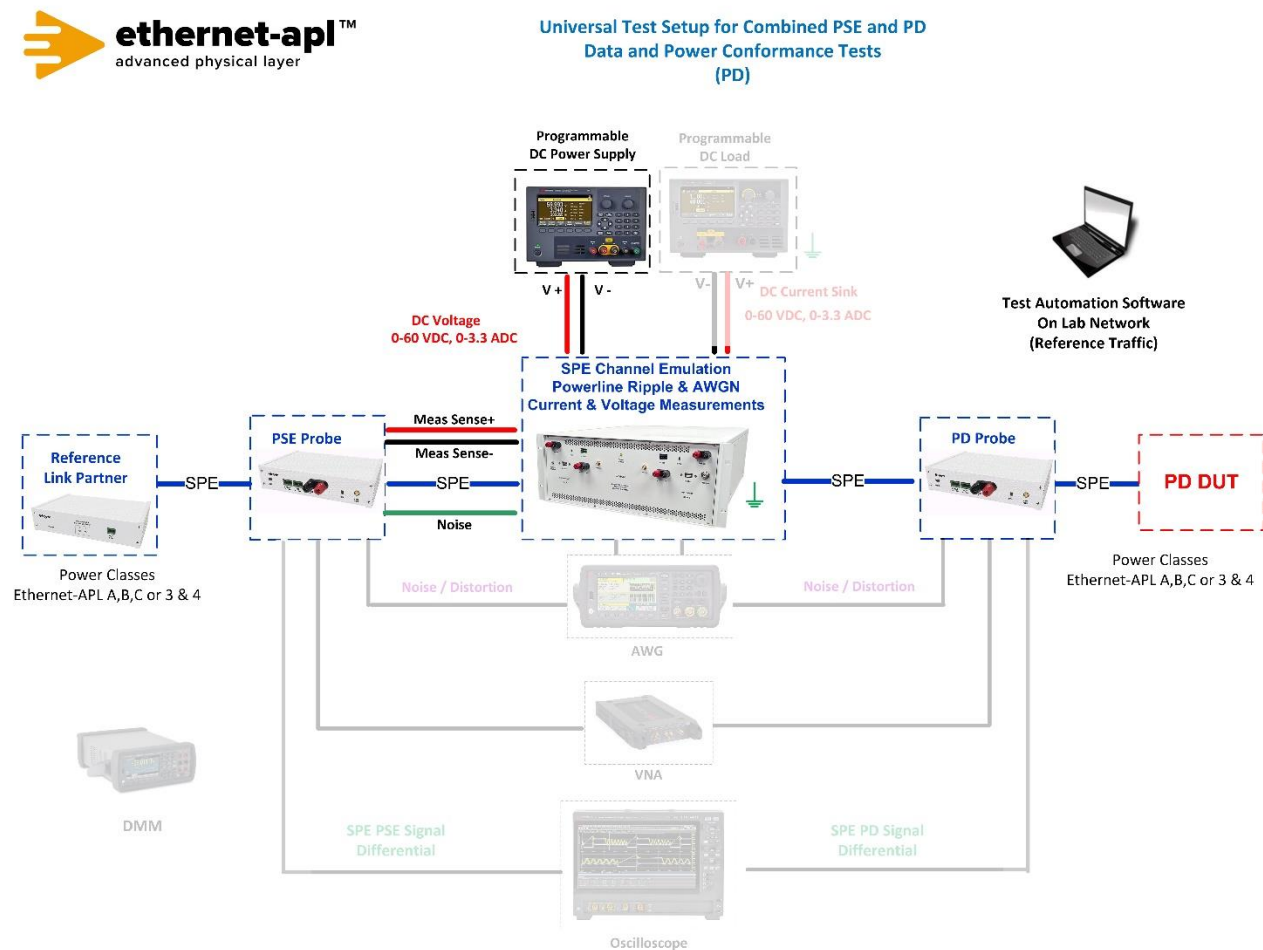 ethernet-apl™
advanced physical layer
Universal Test Setup for Combined PSE and PD
Data and Power Conformance Tests
(PD)
Programmable
DC Power Supply
Programmable
DC Load
V +
V -
V-
V+
DC Current Sink
0-60 VDC, 0-3.3 ADC
DC Voltage
0-60 VDC, 0-3.3 ADC
Test Automation Software
On Lab Network
(Reference Traffic)
SPE Channel Emulation
Powerline Ripple & AWGN
Current & Voltage Measurements
Reference
Link Partner
SPE
PSE Probe
Meas Sense+
Meas Sense-
SPE
Noise
SPE
PD Probe
SPE
PD DUT
Power Classes
Ethernet-APL A,B,C or 3 & 4
Power Classes
Ethernet-APL A,B,C or 3 & 4
Noise / Distortion
Noise / Distortion
AWG
VNA
DMM
SPE PSE Signal
Differential
SPE PD Signal
Differential
Oscilloscope